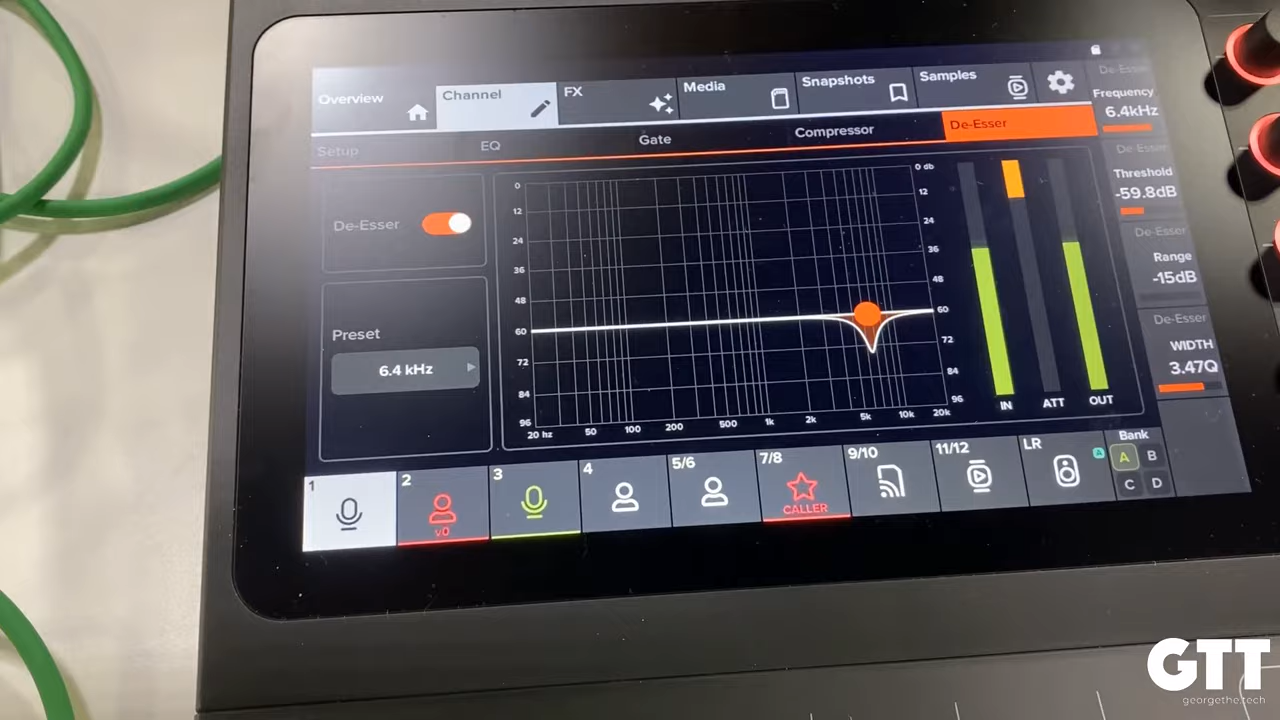 Overview
Channel
FX
Media
Snapshots
Samples
Setup
EQ
Gate
Compressor
De-Esser
De-Esser
Preset
6.4 kHz
0
12
24
36
48
60
72
84
96
20 hz
50
100
200
500
1k
2k
5k
10k
20k
0 db
12
24
36
48
60
72
84
96
IN
ATT
OUT
De-Esser
Frequency
6.4kHz
De-Esser
Threshold
-59.8dB
De-Esser
Range
-15dB
De-Esser
WIDTH
3.47Q
1
2
v0
3
4
5/6
7/8
CALLER
9/10
11/12
LR
A
Bank
A B
C D
GTT
georgethe.tech